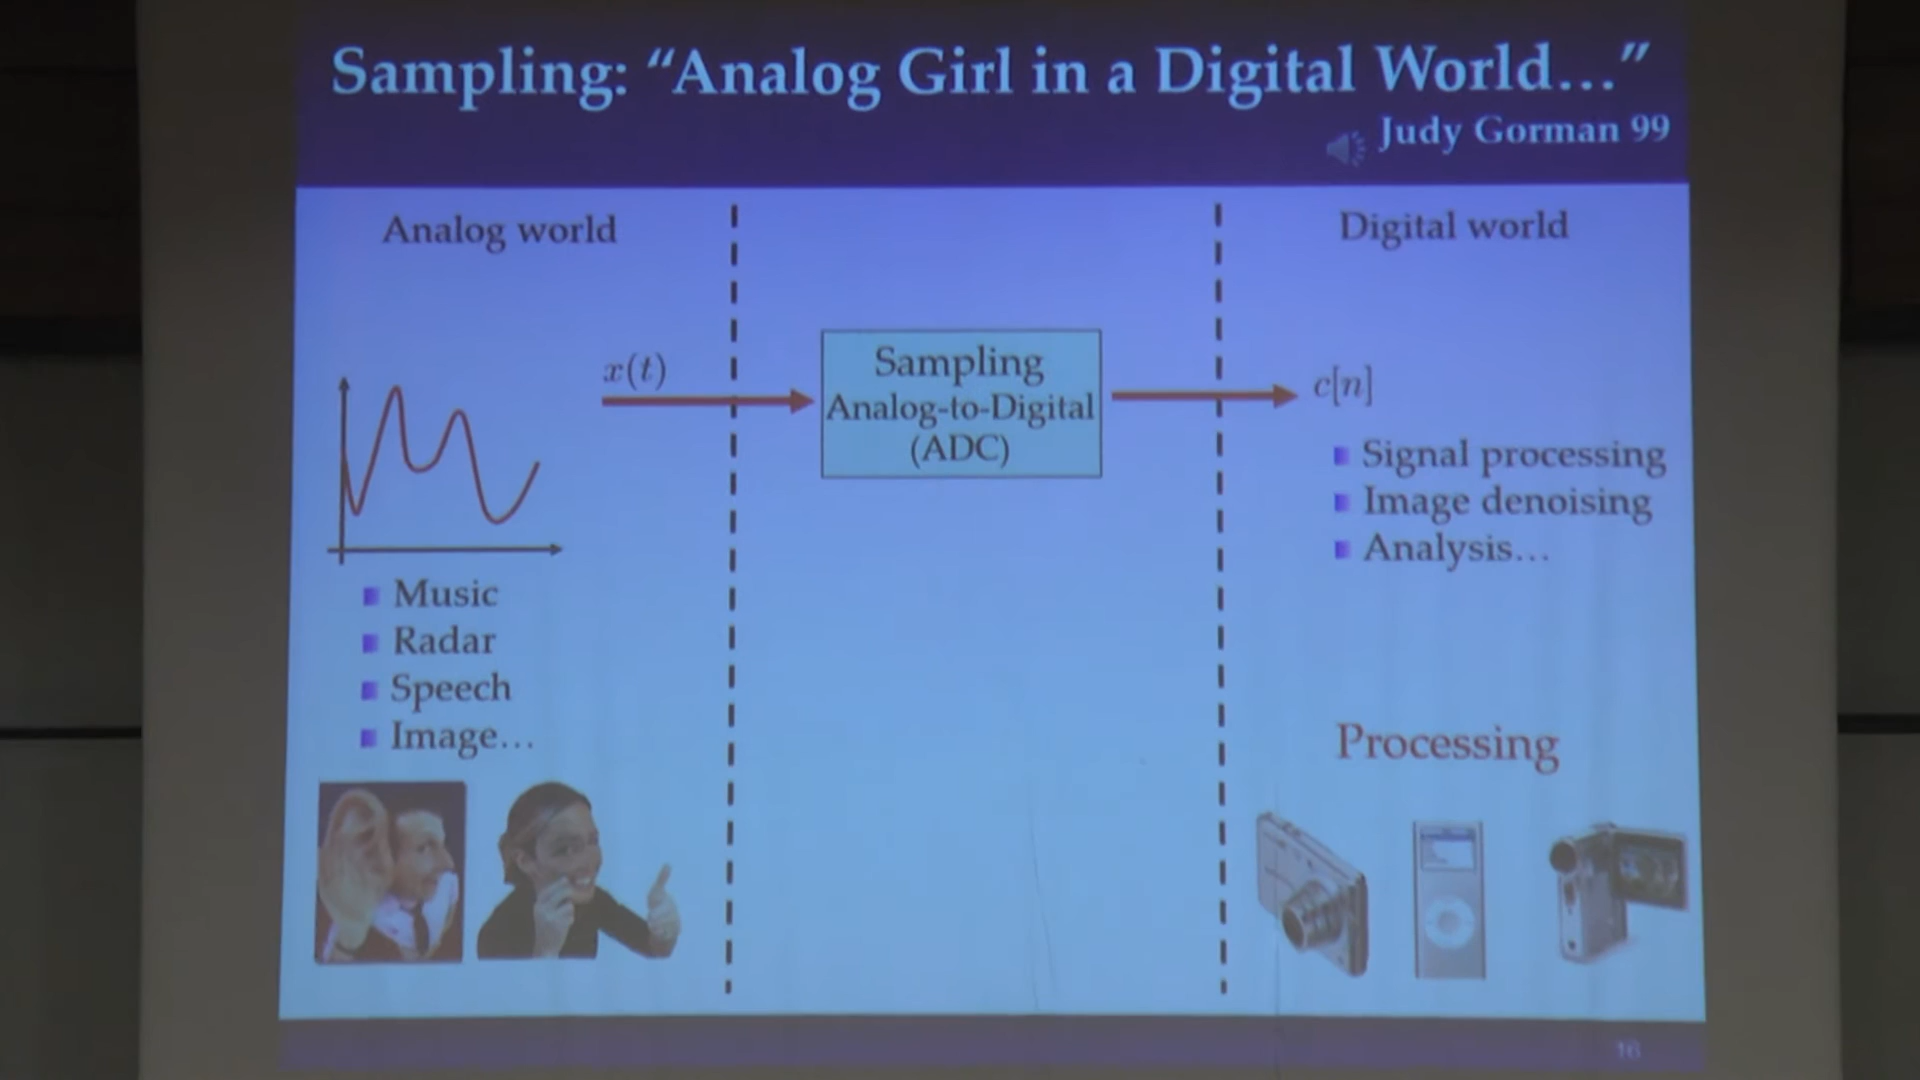 Sampling: “Analog Girl in a Digital World…”
Judy Gorman 99
Analog world
Digital world
x(t)
Sampling
Analog-to-Digital
(ADC)
c[n]
Signal processing
Image denoising
Analysis…
Music
Radar
Speech
Image…
Processing
16